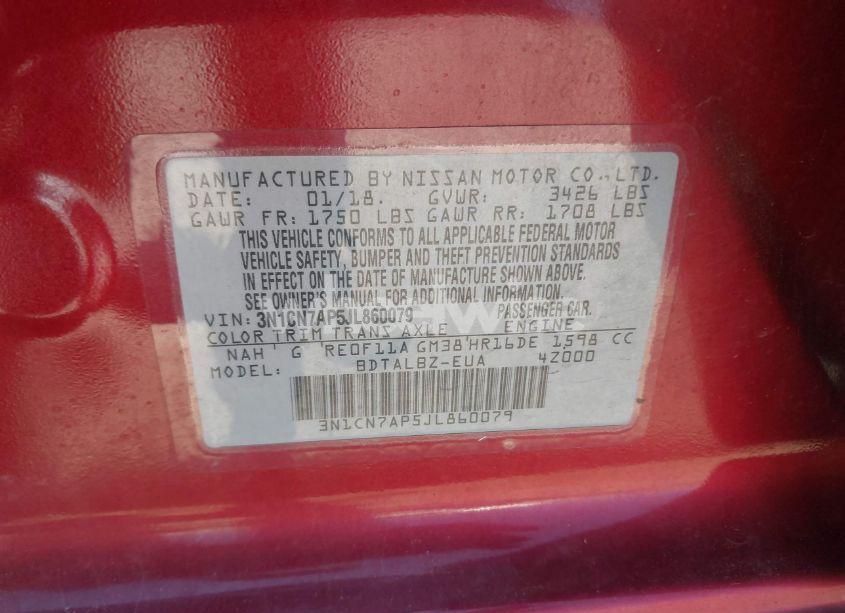 MANUFACTURED BY NISSAN MOTOR CO., LTD.
DATE: 01/18. GVWR: 3426 LBS
GAWR FR: 1750 LBS GAWR RR: 1708 LBS
THIS VEHICLE CONFORMS TO ALL APPLICABLE FEDERAL MOTOR
VEHICLE SAFETY, BUMPER AND THEFT PREVENTION STANDARDS
IN EFFECT ON THE DATE OF MANUFACTURE SHOWN ABOVE.
SEE OWNER'S MANUAL FOR ADDITIONAL INFORMATION.
VIN: 3N1CN7AP5JL860079 PASSENGER CAR.
COLOR TRIM TRANS AXLE ENGINE
NAH G RE0F11A GM38 HR16DE 1598 CC
MODEL: BDTALBZ-EUA 4Z000
3N1CN7AP5JL860079